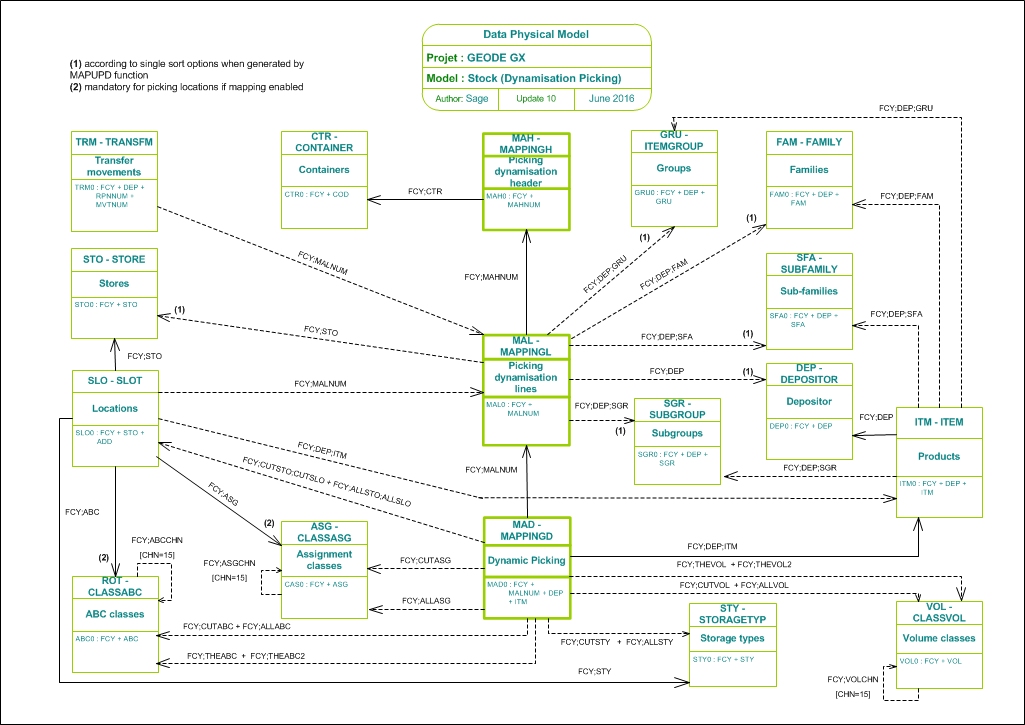 Data Physical Model
Projet : GEODE GX
Model : Stock (Dynamisation Picking)
Author: Sage
Update 10
June 2016
(1) according to single sort options when generated by
MAPUPD function
(2) mandatory for picking locations if mapping enabled
TRM - TRANSFM
Transfer
movements
TRM0 : FCY + DEP +
RPNNUM +
MVTNUM
CTR -
CONTAINER
Containers
CTR0 : FCY + COD
FCY;CTR
MAH -
MAPPINGH
Picking
dynamisation
header
MAH0 : FCY +
MAHNUM
GRU -
ITEMGROUP
Groups
GRU0 : FCY + DEP +
GRU
FCY;DEP;GRU
FAM - FAMILY
Families
FAM0 : FCY + DEP +
FAM
FCY;DEP;FAM
(1)
(1)
FCY;MALNUM
FCY;MAHNUM
FCY;DEP;GRU
FCY;DEP;FAM
STO - STORE
Stores
STO0 : FCY + STO
(1)
FCY;STO
FCY;STO
SFA -
SUBFAMILY
Sub-families
SFA0 : FCY + DEP +
SFA
FCY;DEP;SFA
FCY;DEP;SFA
(1)
MAL -
MAPPINGL
Picking
dynamisation
lines
MAL0 : FCY +
MALNUM
FCY;DEP
(1)
DEP -
DEPOSITOR
Depositor
DEP0 : FCY + DEP
FCY;DEP
SLO - SLOT
Locations
SLO0 : FCY + STO +
ADD
FCY;MALNUM
FCY;DEP;SGR
(1)
SGR -
SUBGROUP
Subgroups
SGR0 : FCY + DEP +
SGR
FCY;DEP;SGR
ITM - ITEM
Products
ITM0 : FCY + DEP +
ITM
FCY;DEP;ITM
FCY;CUTSTO;CUTSLO + FCY;ALLSTO;ALLSLO
FCY;MALNUM
FCY;ASG
FCY;ABC
(2)
ASG -
CLASSASG
Assignment
classes
CAS0 : FCY + ASG
FCY;ASGCHN
[CHN=15]
FCY;ABCCHN
[CHN=15]
(2)
ROT -
CLASSABC
ABC classes
ABC0 : FCY + ABC
MAD -
MAPPINGD
Dynamic Picking
MAD0 : FCY +
MALNUM + DEP
+ ITM
FCY;CUTASG
FCY;ALLASG
FCY;DEP;ITM
FCY;THEVOL + FCY;THEVOL2
FCY;CUTVOL + FCY;ALLVOL
FCY;CUTABC + FCY;ALLABC
FCY;THEABC + FCY;THEABC2
FCY;CUTSTY + FCY;ALLSTY
FCY;STY
STY -
STORAGETYP
Storage types
STY0 : FCY + STY
VOL -
CLASSVOL
Volume classes
VOL0 : FCY + VOL
FCY;VOLCHN
[CHN=15]